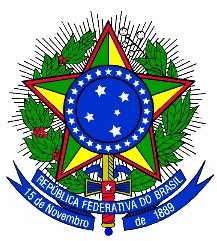 REPÚBLICA FEDERATIVA DO BRASIL
15 de Novembro de 1889